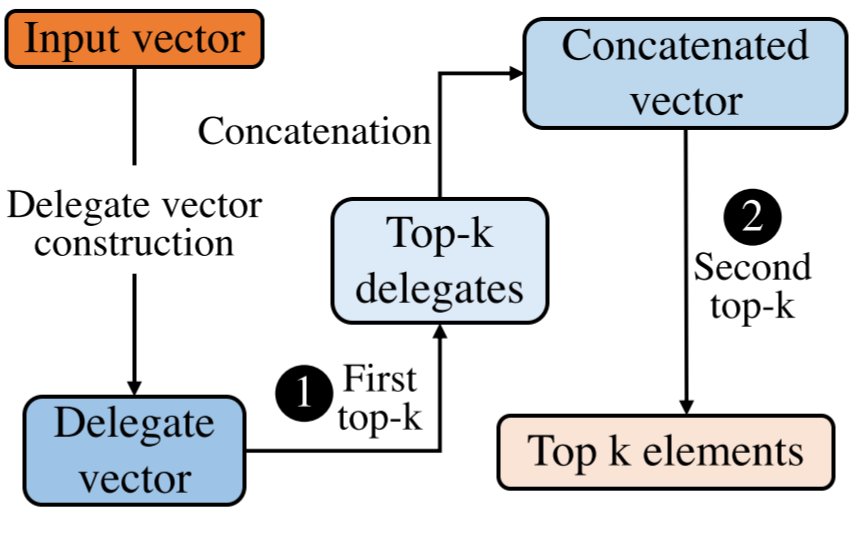 Input vector
Delegate vector
construction
Delegate
vector
1
First
top-k
Top-k
delegates
Concatenation
Concatenated
vector
2
Second
top-k
Top k elements